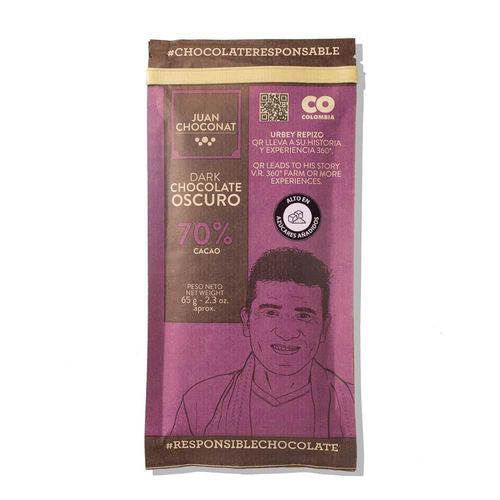 #CHOCOLATERESPONSABLE
JUAN
CHOCONAT
DARK
CHOCOLATE
OSCURO
70%
CACAO
PESO NETO
NET WEIGHT
65 g - 2.3 oz.
aprox.
CO
COLOMBIA
URBEY REPIZO
QR LLEVA A SU HISTORIA
Y EXPERIENCIA 360°.
QR LEADS TO HIS STORY
V.R. 360° FARM OR MORE
EXPERIENCES.
ALTO EN
AZÚCARES AÑADIDOS
#RESPONSIBLECHOCOLATE